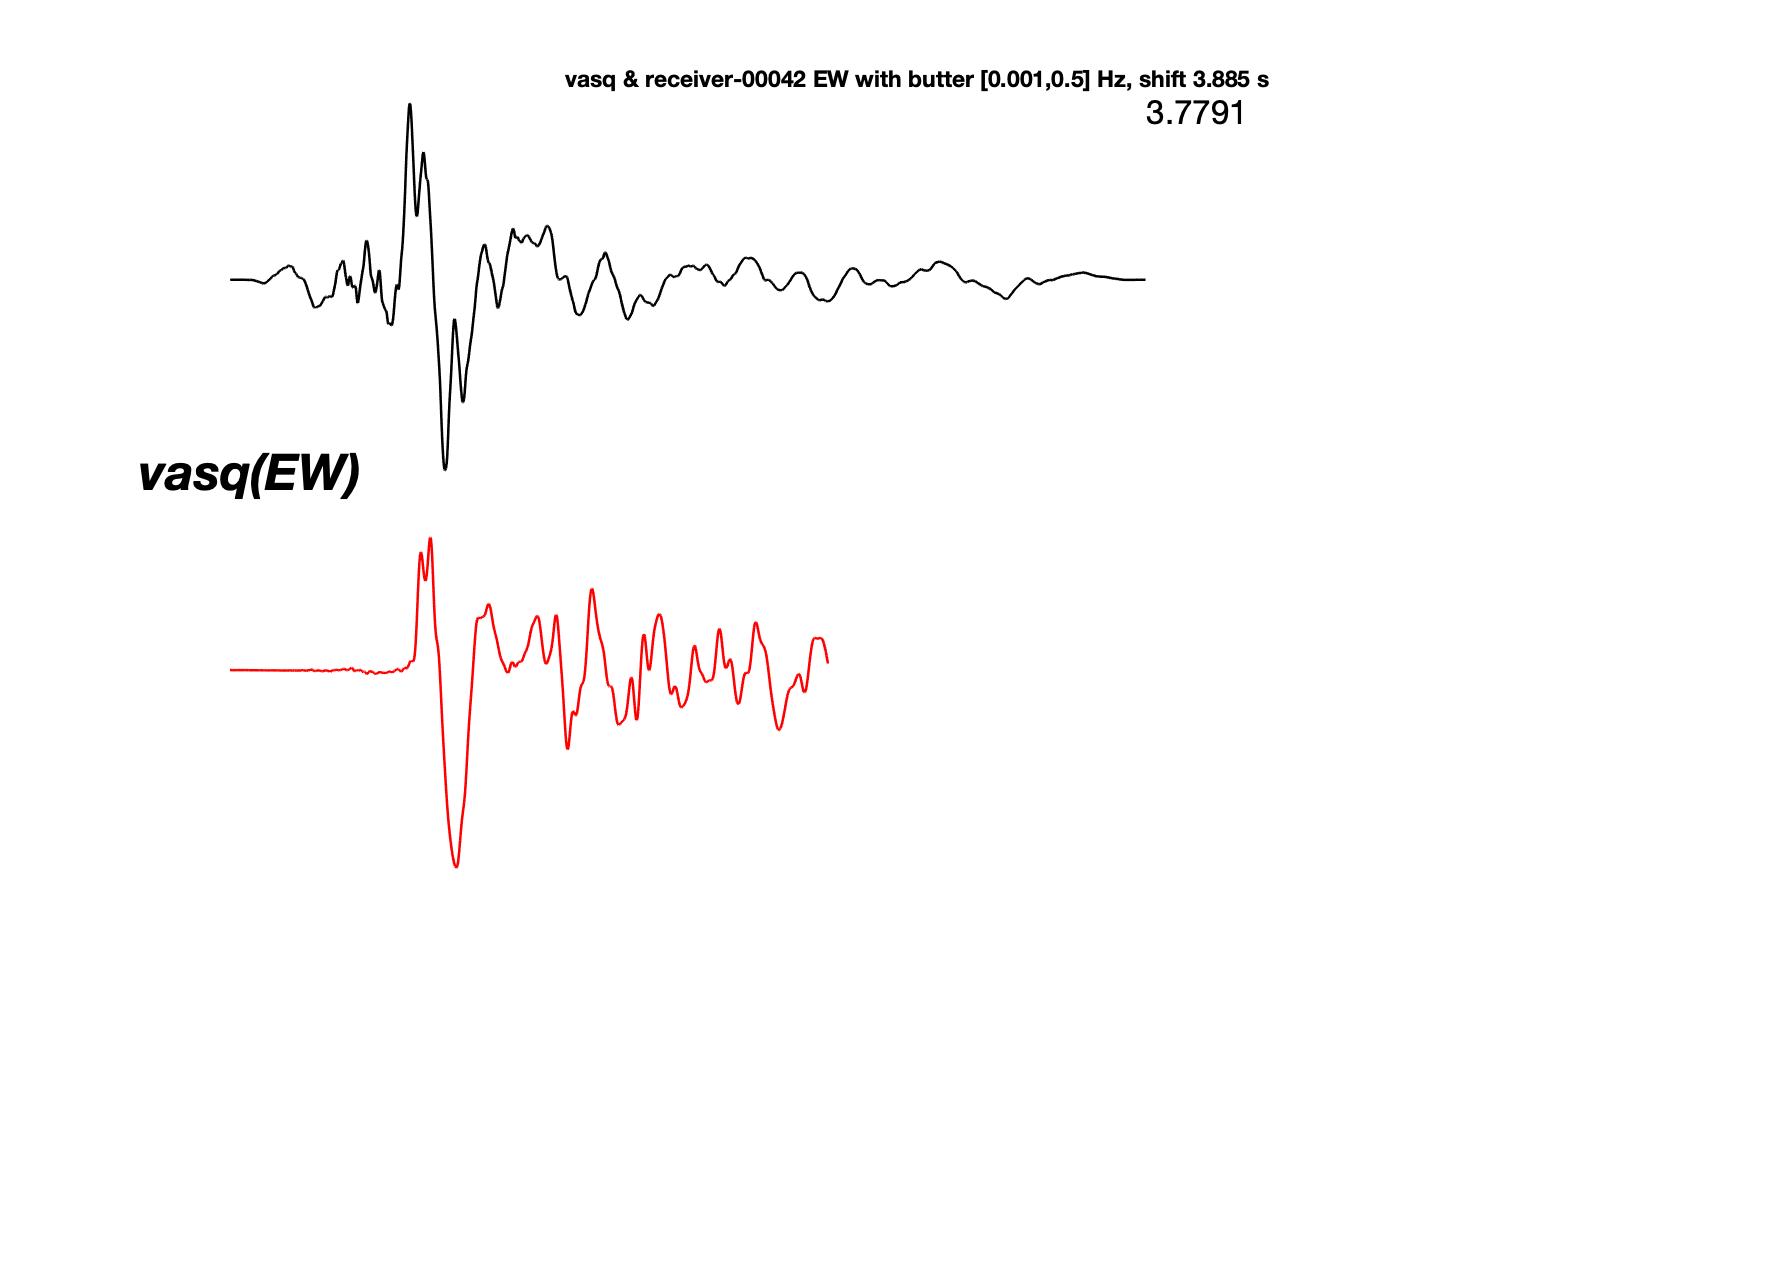 vasq & receiver-00042 EW with butter [0.001,0.5] Hz, shift 3.885 s
3.7791
vasq(EW)